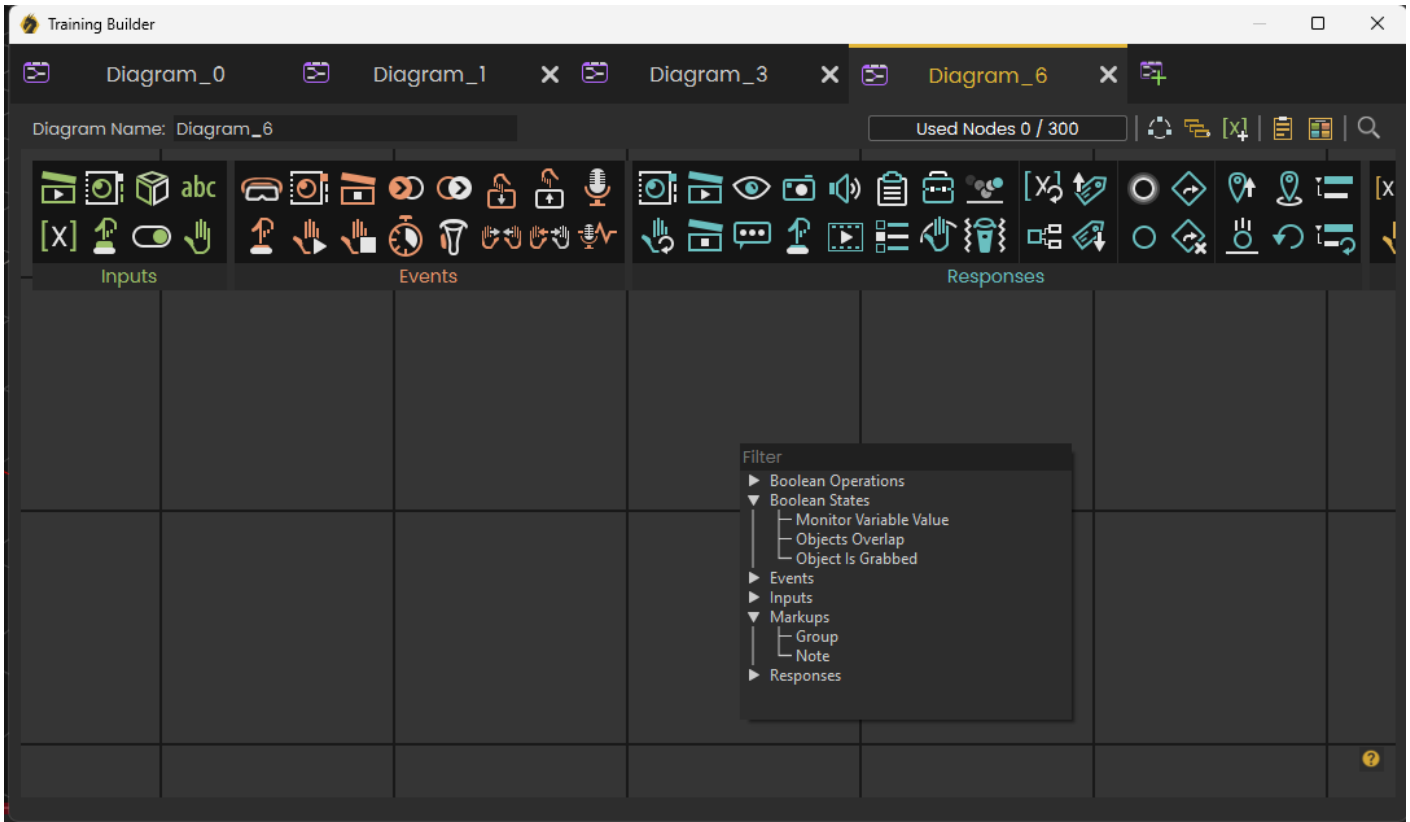 Training Builder
Diagram_0
Diagram_1
Diagram_3
Diagram_6
Diagram Name: Diagram_6
Used Nodes 0 / 300
[x]
abc
[x]
[x]
[x
Inputs
Events
Responses
Filter
Boolean Operations
Boolean States
Monitor Variable Value
Objects Overlap
Object Is Grabbed
Events
Inputs
Markups
Group
Note
Responses
?